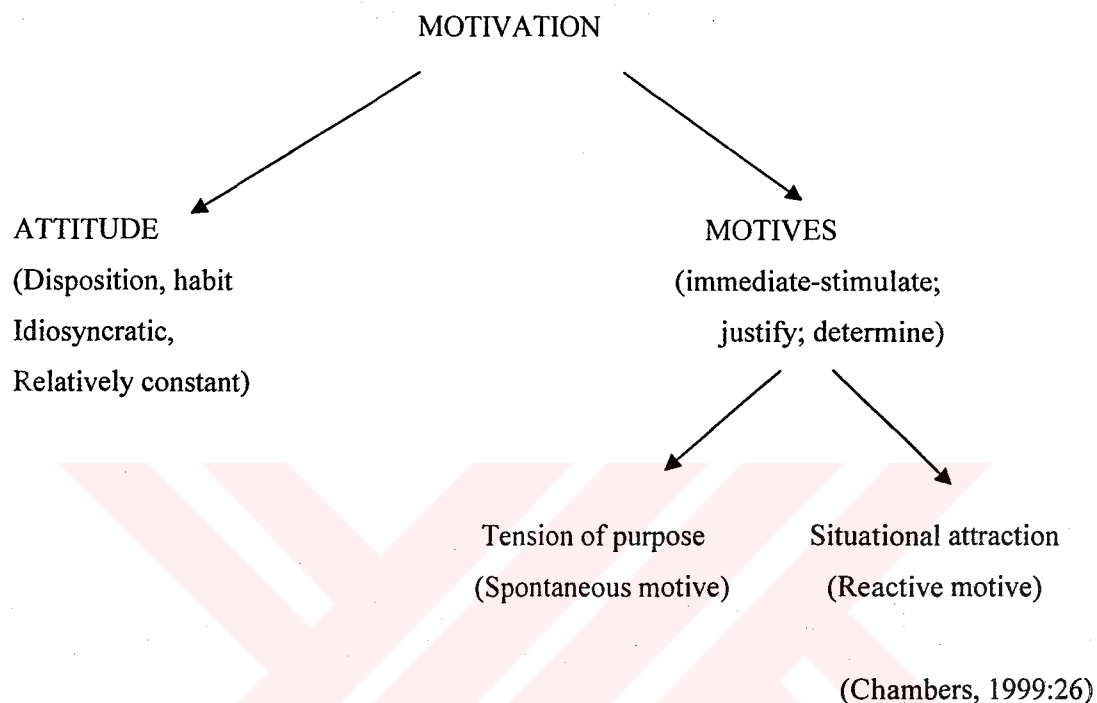 MOTIVATION
ATTITUDE
(Disposition, habit
Idiosyncratic,
Relatively constant)
MOTIVES
(immediate-stimulate;
justify; determine)
Tension of purpose
(Spontaneous motive)
Situational attraction
(Reactive motive)
(Chambers, 1999:26)